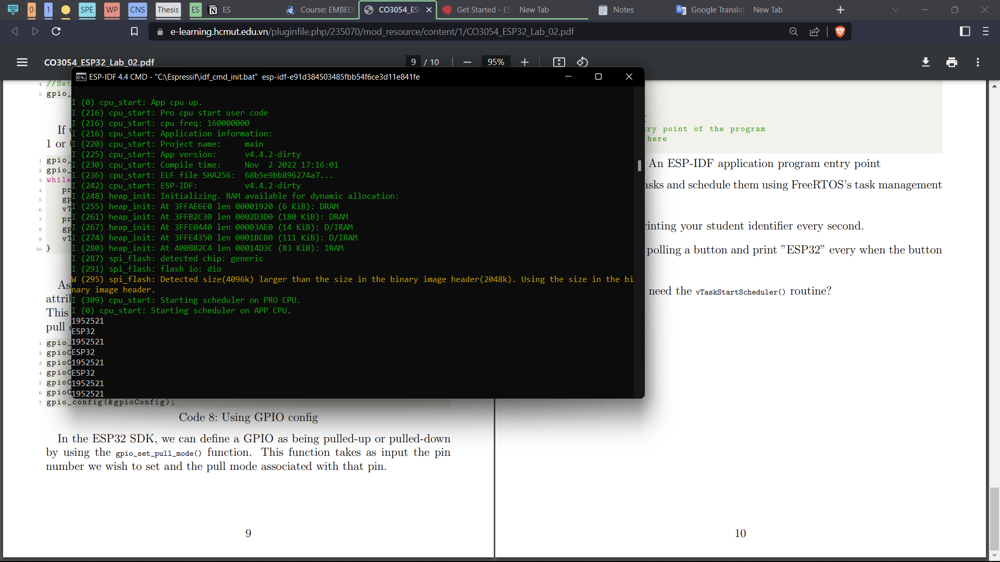 0
1
SPE
WP
CNS
Thesis
ES
ES
Course: EMBED
CO3054_ES
Get Started - ES
New Tab
Notes
Google Translat
New Tab
e-learning.hcmut.edu.vn/pluginfile.php/235070/mod_resource/content/1/CO3054_ESP32_Lab_02.pdf
CO3054_ESP32_Lab_02.pdf
9 / 10
95%
ESP-IDF 4.4 CMD - "C:\Espressif\idf_cmd_init.bat" esp-idf-e91d384503485fbb54f6ce3d11e841fe
I (0) cpu_start: App cpu up.
I (216) cpu_start: Pro cpu start user code
I (216) cpu_start: cpu freq: 160000000
I (216) cpu_start: Application information:
I (220) cpu_start: Project name:     main
I (225) cpu_start: App version:      v4.4.2-dirty
I (230) cpu_start: Compile time:     Nov  2 2022 17:16:01
I (236) cpu_start: ELF file SHA256:  68b5e9bb896274a7...
I (242) cpu_start: ESP-IDF:          v4.4.2-dirty
I (248) heap_init: Initializing. RAM available for dynamic allocation:
I (255) heap_init: At 3FFAE6E0 len 00001920 (6 KiB): DRAM
I (261) heap_init: At 3FFB2C30 len 0002D3D0 (180 KiB): DRAM
I (267) heap_init: At 3FFE0440 len 00003AE0 (14 KiB): D/IRAM
I (274) heap_init: At 3FFE4350 len 0001BCB0 (111 KiB): D/IRAM
I (280) heap_init: At 4008B2C4 len 00014D3C (83 KiB): IRAM
I (287) spi_flash: detected chip: generic
I (291) spi_flash: flash io: dio
W (295) spi_flash: Detected size(4096k) larger than the size in the binary image header(2048k). Using the size in the bi
nary image header.
I (309) cpu_start: Starting scheduler on PRO CPU.
I (0) cpu_start: Starting scheduler on APP CPU.
1952521
ESP32
1952521
ESP32
1952521
ESP32
1952521
1952521
4 //Set
5 gpio_
If
1 or
1 gpio_
2 gpio_
3 while
4 pr
5 gp
6 vT
7 pr
8 gp
9 vT
10 }
As
attri
This
pull
1 gpio_
2 gpioC
3 gpioC
4 gpioC
5 gpioC
6 gpioC
7 gpio_config(&gpioConfig);
Code 8: Using GPIO config
In the ESP32 SDK, we can define a GPIO as being pulled-up or pulled-down
by using the gpio_set_pull_mode() function. This function takes as input the pin
number we wish to set and the pull mode associated with that pin.
9
ry point of the program
here
An ESP-IDF application program entry point
asks and schedule them using FreeRTOS's task management
rinting your student identifier every second.
polling a button and print ”ESP32” every when the button
need the vTaskStartScheduler() routine?
10